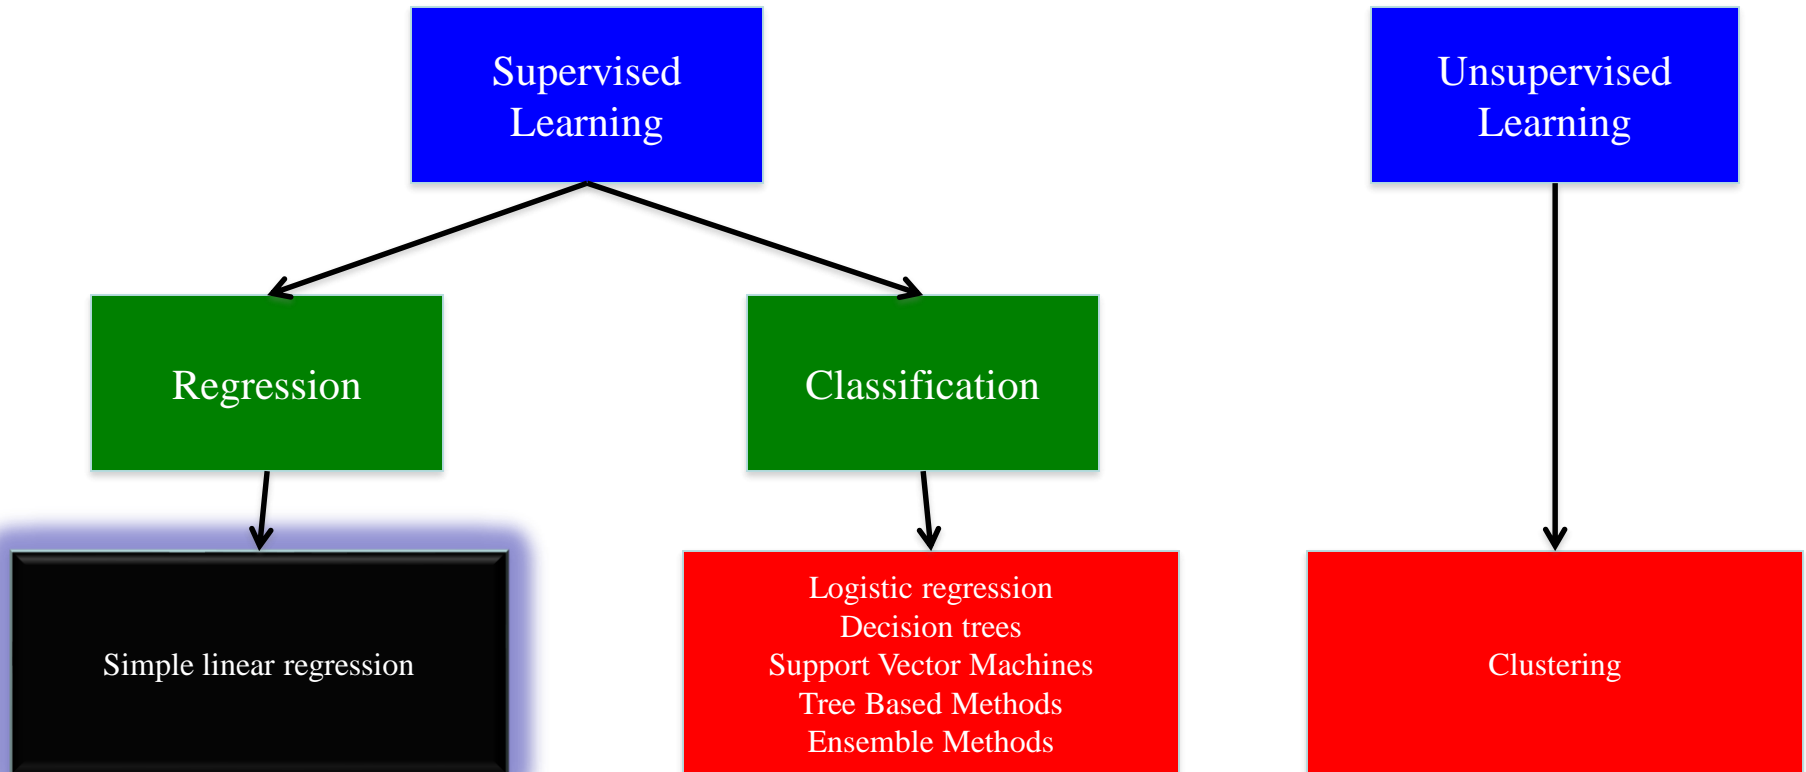 Supervised
Learning
Unsupervised
Learning
Regression
Classification
Simple linear regression
Logistic regression
Decision trees
Support Vector Machines
Tree Based Methods
Ensemble Methods
Clustering